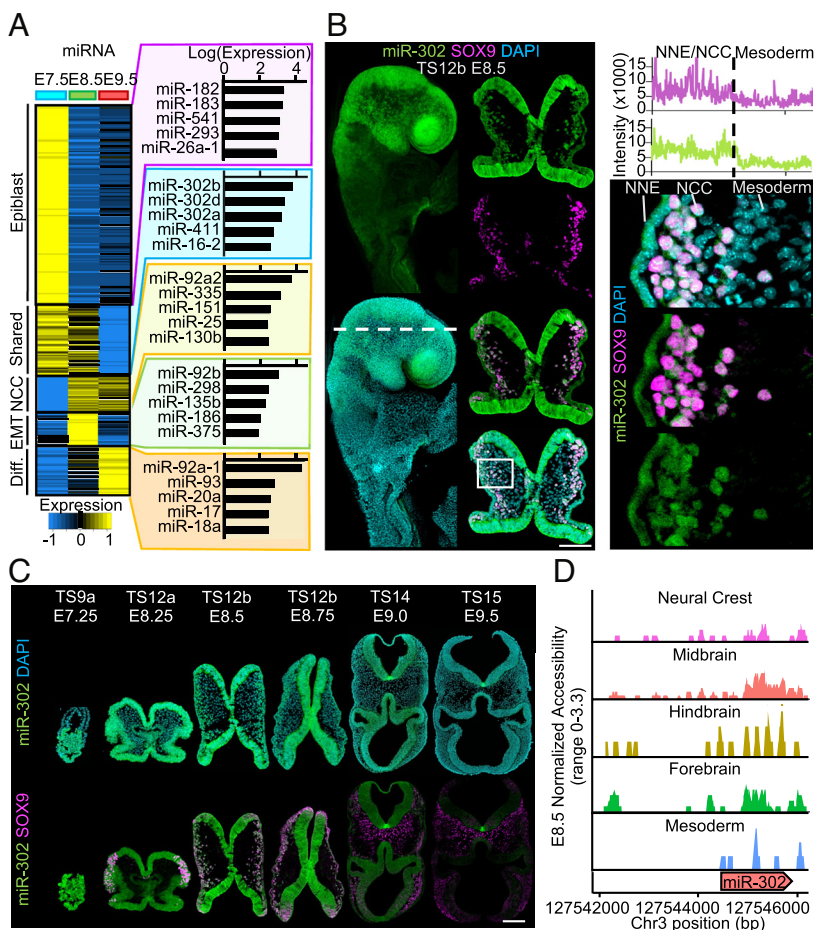 A
miRNA
E7.5 E8.5 E9.5
Epiblast
Shared
NCC
EMT
Diff.
Expression
-1 0 1
Log(Expression)
0 2 4
miR-182
miR-183
miR-541
miR-293
miR-26a-1
miR-302b
miR-302d
miR-302a
miR-411
miR-16-2
miR-92a2
miR-335
miR-151
miR-25
miR-130b
miR-92b
miR-298
miR-135b
miR-186
miR-375
miR-92a-1
miR-93
miR-20a
miR-17
miR-18a
B
miR-302 SOX9 DAPI
TS12b E8.5
NNE/NCC Mesoderm
Intensity (x1000)
15
10
5
0
15
10
5
0
NNE NCC Mesoderm
miR-302 SOX9 DAPI
C
TS9a TS12a TS12b TS12b TS14 TS15
E7.25 E8.25 E8.5 E8.75 E9.0 E9.5
miR-302 DAPI
miR-302 SOX9
D
E8.5 Normalized Accessibility
(range 0-3.3)
Neural Crest
Midbrain
Hindbrain
Forebrain
Mesoderm
miR-302
127542000 127544000 127546000
Chr3 position (bp)